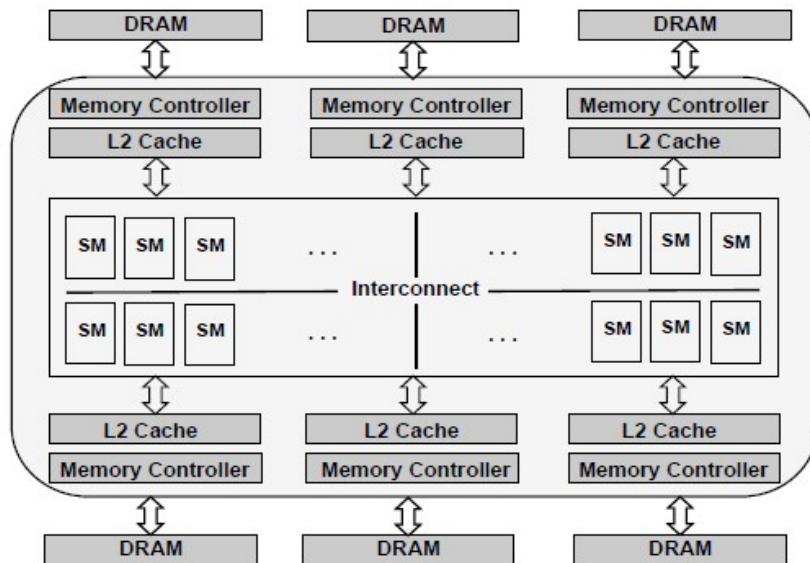 DRAM DRAM DRAM
Memory Controller Memory Controller Memory Controller
L2 Cache L2 Cache L2 Cache
SM SM SM ... ... SM SM SM
Interconnect
SM SM SM ... ... SM SM SM
L2 Cache L2 Cache L2 Cache
Memory Controller Memory Controller Memory Controller
DRAM DRAM DRAM